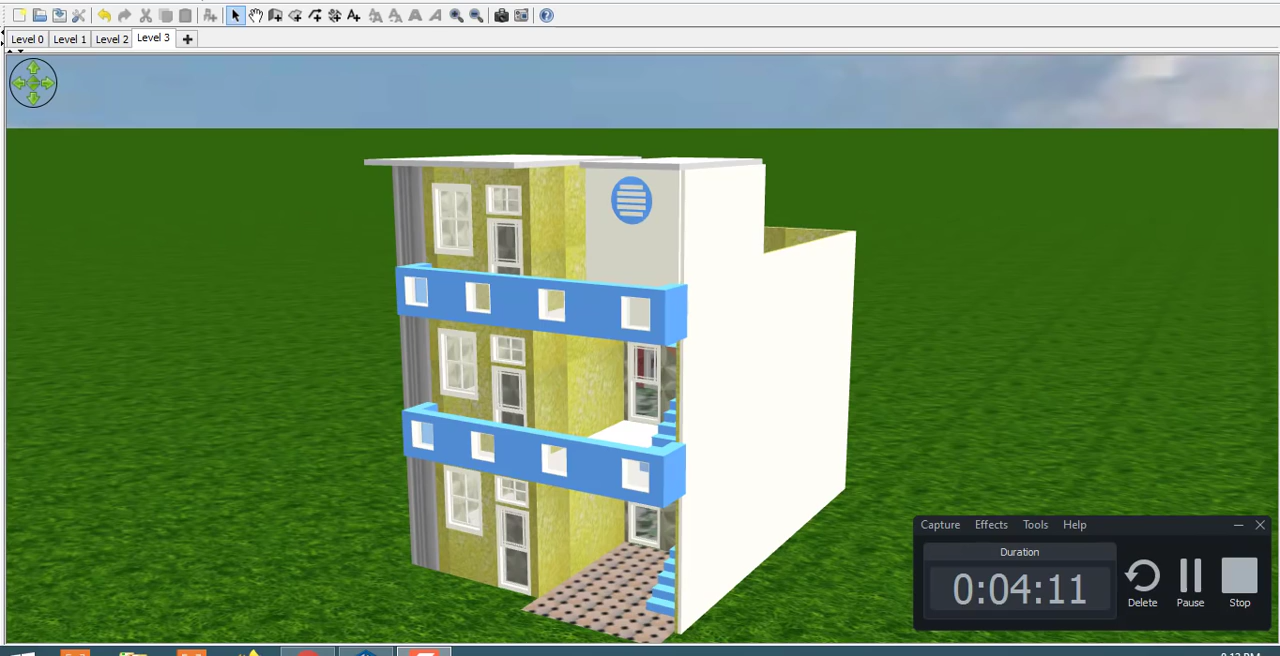 Level 0 Level 1 Level 2 Level 3
Capture Effects Tools Help
Duration
0:04:11
Delete Pause Stop